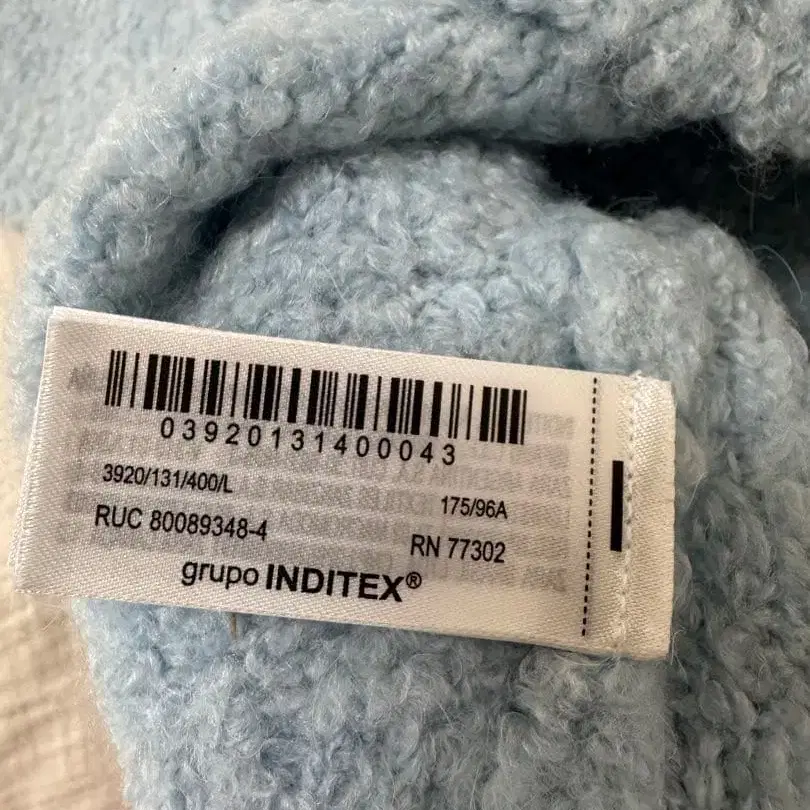 03920131400043
3920/131/400/L
175/96A
RUC 80089348-4
RN 77302
grupo INDITEX®